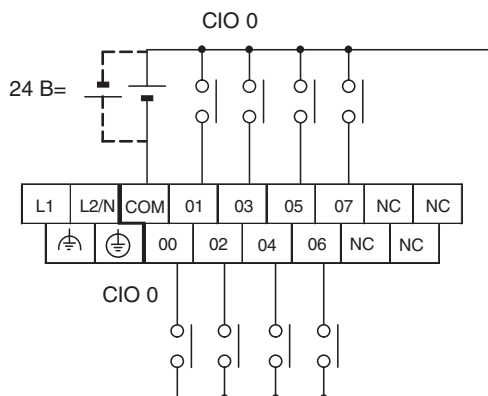 CIO 0
24 В=
L1 L2/N COM 01 03 05 07 NC NC
00 02 04 06 NC NC
CIO 0